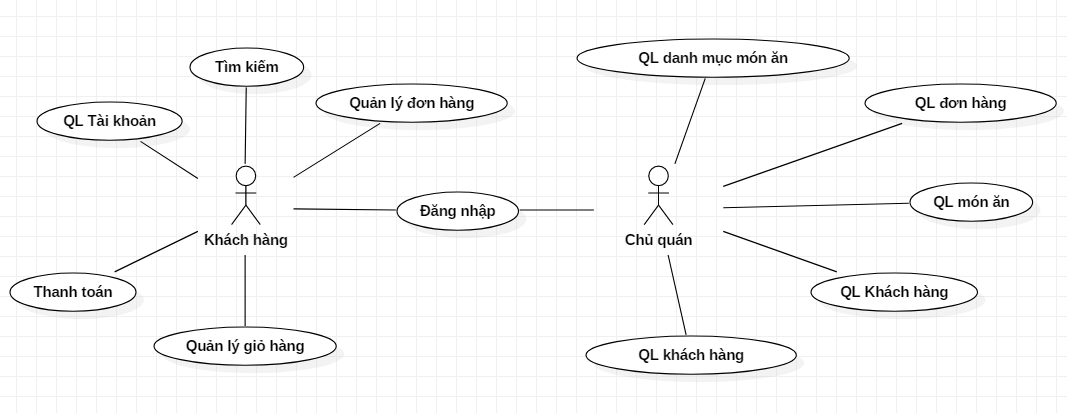 Tìm kiếm
QL danh mục món ăn
Quản lý đơn hàng
QL đơn hàng
QL Tài khoản
Đăng nhập
QL món ăn
Khách hàng
Chủ quán
Thanh toán
QL Khách hàng
Quản lý giỏ hàng
QL khách hàng